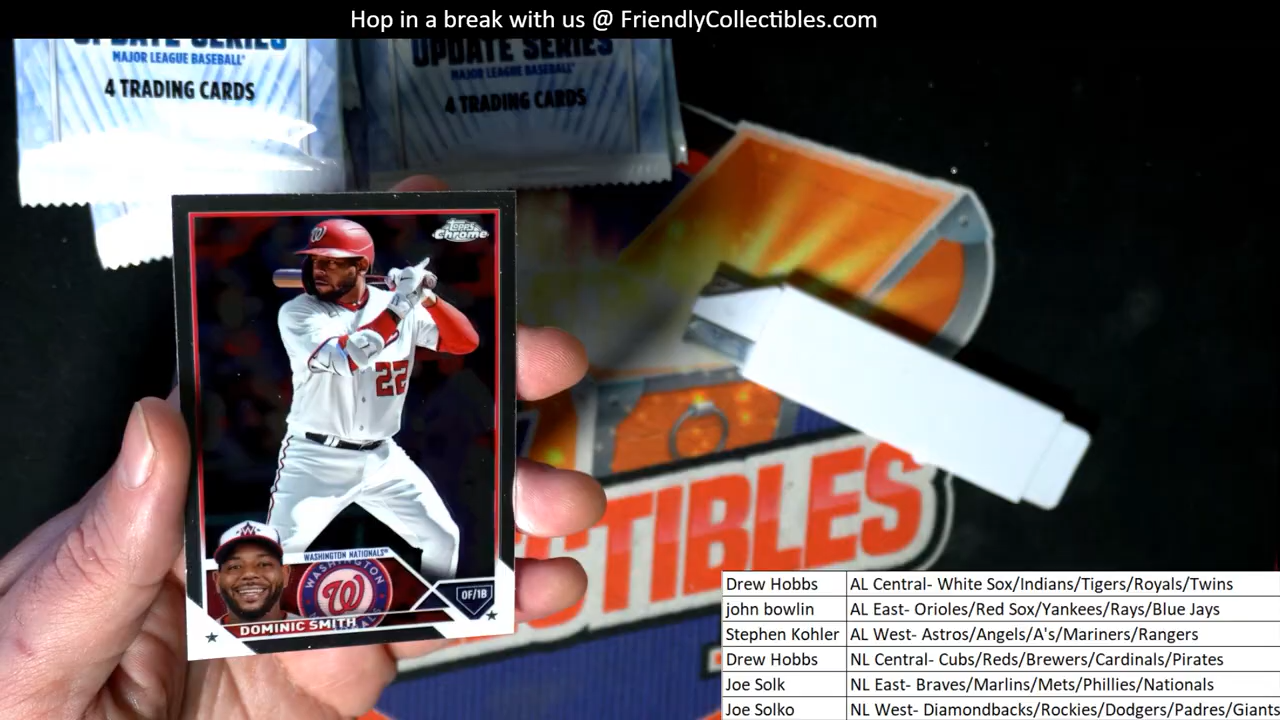 Hop in a break with us @ FriendlyCollectibles.com
UPDATE SERIES
MAJOR LEAGUE BASEBALL
4 TRADING CARDS
UPDATE SERIES
MAJOR LEAGUE BASEBALL
4 TRADING CARDS
Topps
Chrome
W
22
WASHINGTON NATIONALS
WASHINGTON
W
OF/1B
DOMINIC SMITH
TIBLES
Drew Hobbs AL Central- White Sox/Indians/Tigers/Royals/Twins
john bowlin AL East- Orioles/Red Sox/Yankees/Rays/Blue Jays
Stephen Kohler AL West- Astros/Angels/A's/Mariners/Rangers
Drew Hobbs NL Central- Cubs/Reds/Brewers/Cardinals/Pirates
Joe Solk NL East- Braves/Marlins/Mets/Phillies/Nationals
Joe Solko NL West- Diamondbacks/Rockies/Dodgers/Padres/Giants